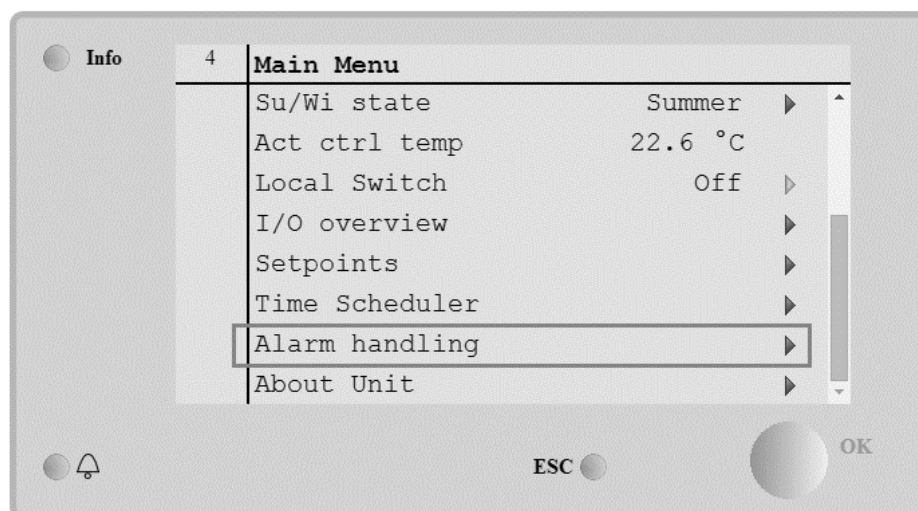 Info
4 Main Menu
Su/Wi state Summer
Act ctrl temp 22.6 °C
Local Switch Off
I/O overview
Setpoints
Time Scheduler
Alarm handling
About Unit
ESC
OK